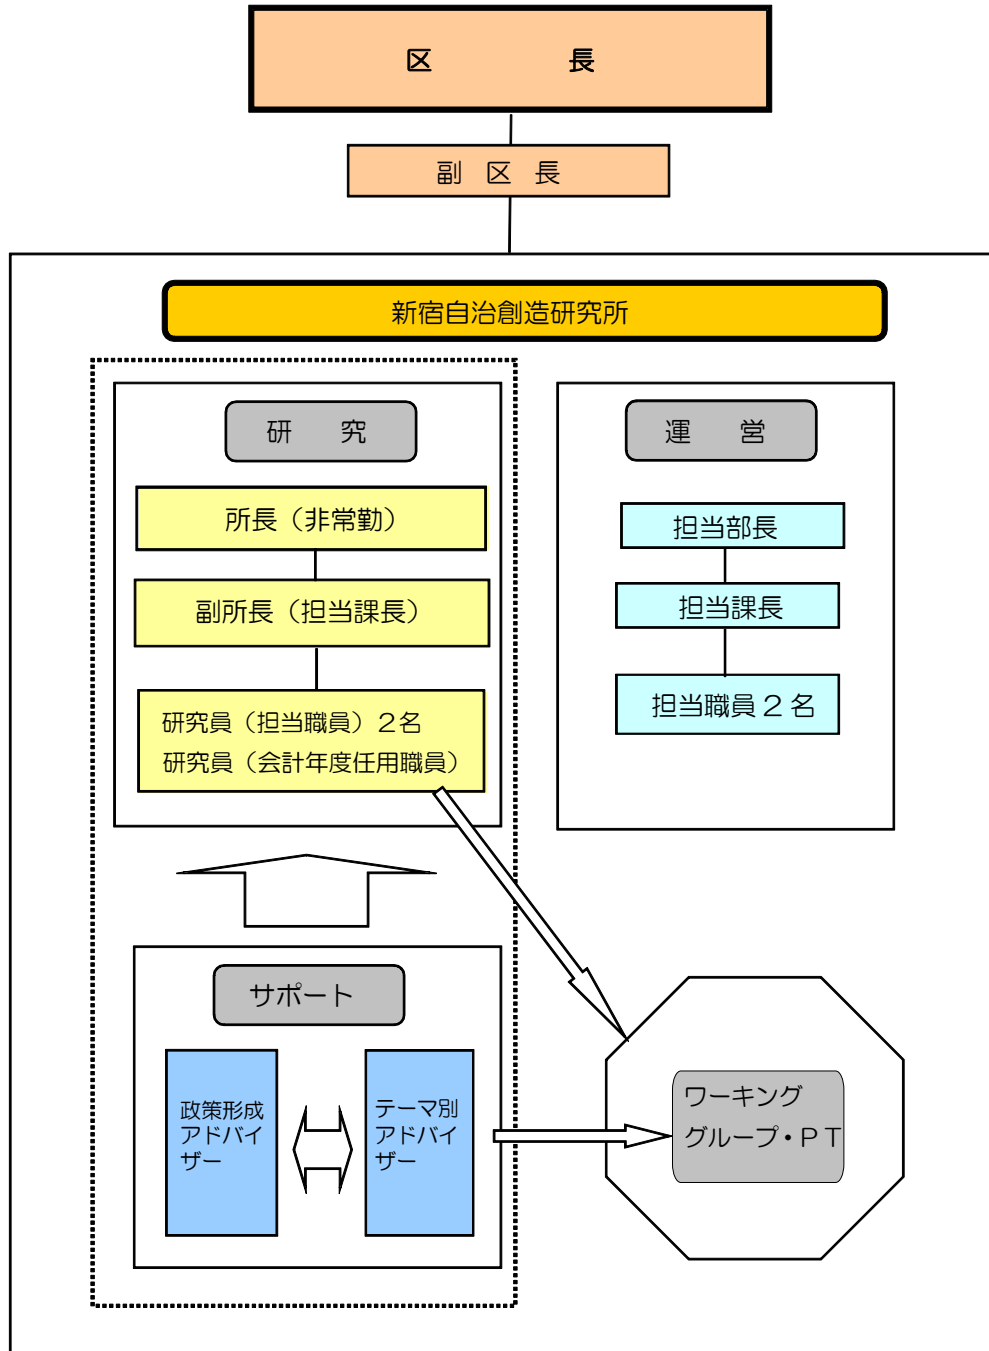 区　　長
副 区 長
新宿自治創造研究所
研　究
所長（非常勤）
副所長（担当課長）
研究員（担当職員）２名
研究員（会計年度任用職員）
運　営
担当部長
担当課長
担当職員２名
サポート
政策形成
アドバイ
ザー
テーマ別
アドバイ
ザー
ワーキング
グループ・ＰＴ